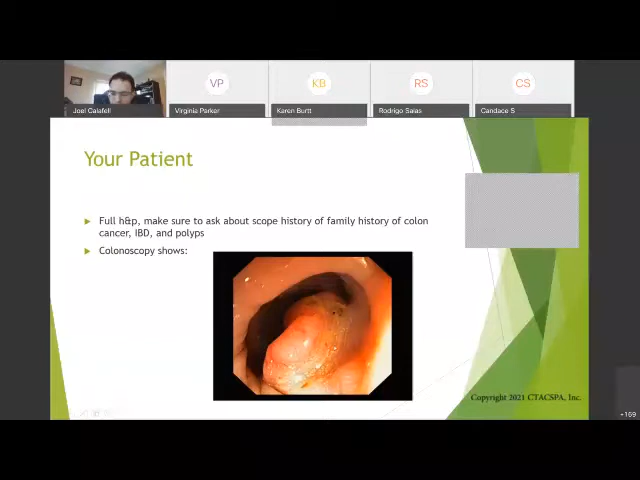 VP
KB
RS
CS
Joel Calafell
Virginia Parker
Karen Burtt
Rodrigo Salas
Candace S
Your Patient
Full h&p, make sure to ask about scope history of family history of colon
cancer, IBD, and polyps
Colonoscopy shows:
Copyright 2021 CTACSPA, Inc.
+169